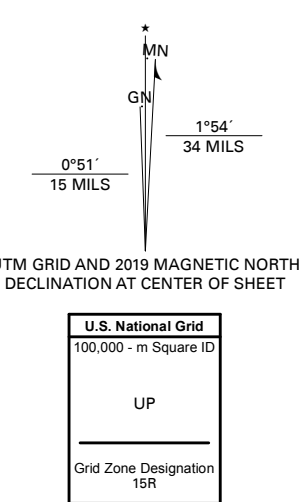 ★
MN
GN
1°54´
34 MILS
0°51´
15 MILS
UTM GRID AND 2019 MAGNETIC NORTH
DECLINATION AT CENTER OF SHEET
U.S. National Grid
100,000 - m Square ID
UP
Grid Zone Designation
15R